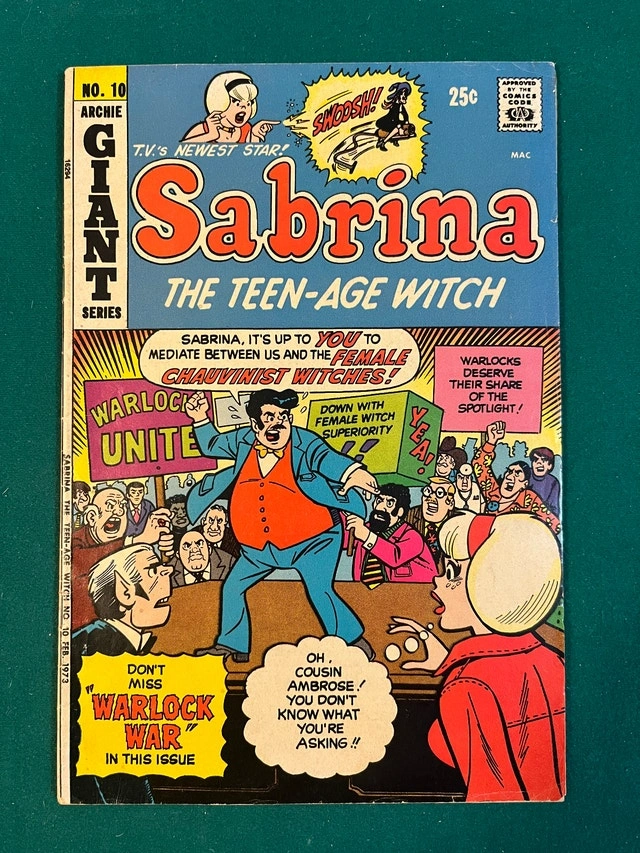 NO. 10
ARCHIE
GIANT
SERIES
16294
T.V.'s NEWEST STAR!
SWOOSH!
25¢
APPROVED
BY THE
COMICS
CODE
CA
AUTHORITY
MAC
Sabrina
THE TEEN-AGE WITCH
SABRINA, IT'S UP TO YOU TO
MEDIATE BETWEEN US AND THE FEMALE
CHAUVINIST WITCHES!
WARLOCK
UNITE
DOWN WITH
FEMALE WITCH
SUPERIORITY
!!
YEA!
WARLOCKS
DESERVE
THEIR SHARE
OF THE
SPOTLIGHT!
SABRINA THE TEEN-AGE WITCH NO. 10 FEB. 1973
DON'T
MISS
"WARLOCK
WAR"
IN THIS ISSUE
OH,
COUSIN
AMBROSE!
YOU DON'T
KNOW WHAT
YOU'RE
ASKING!!